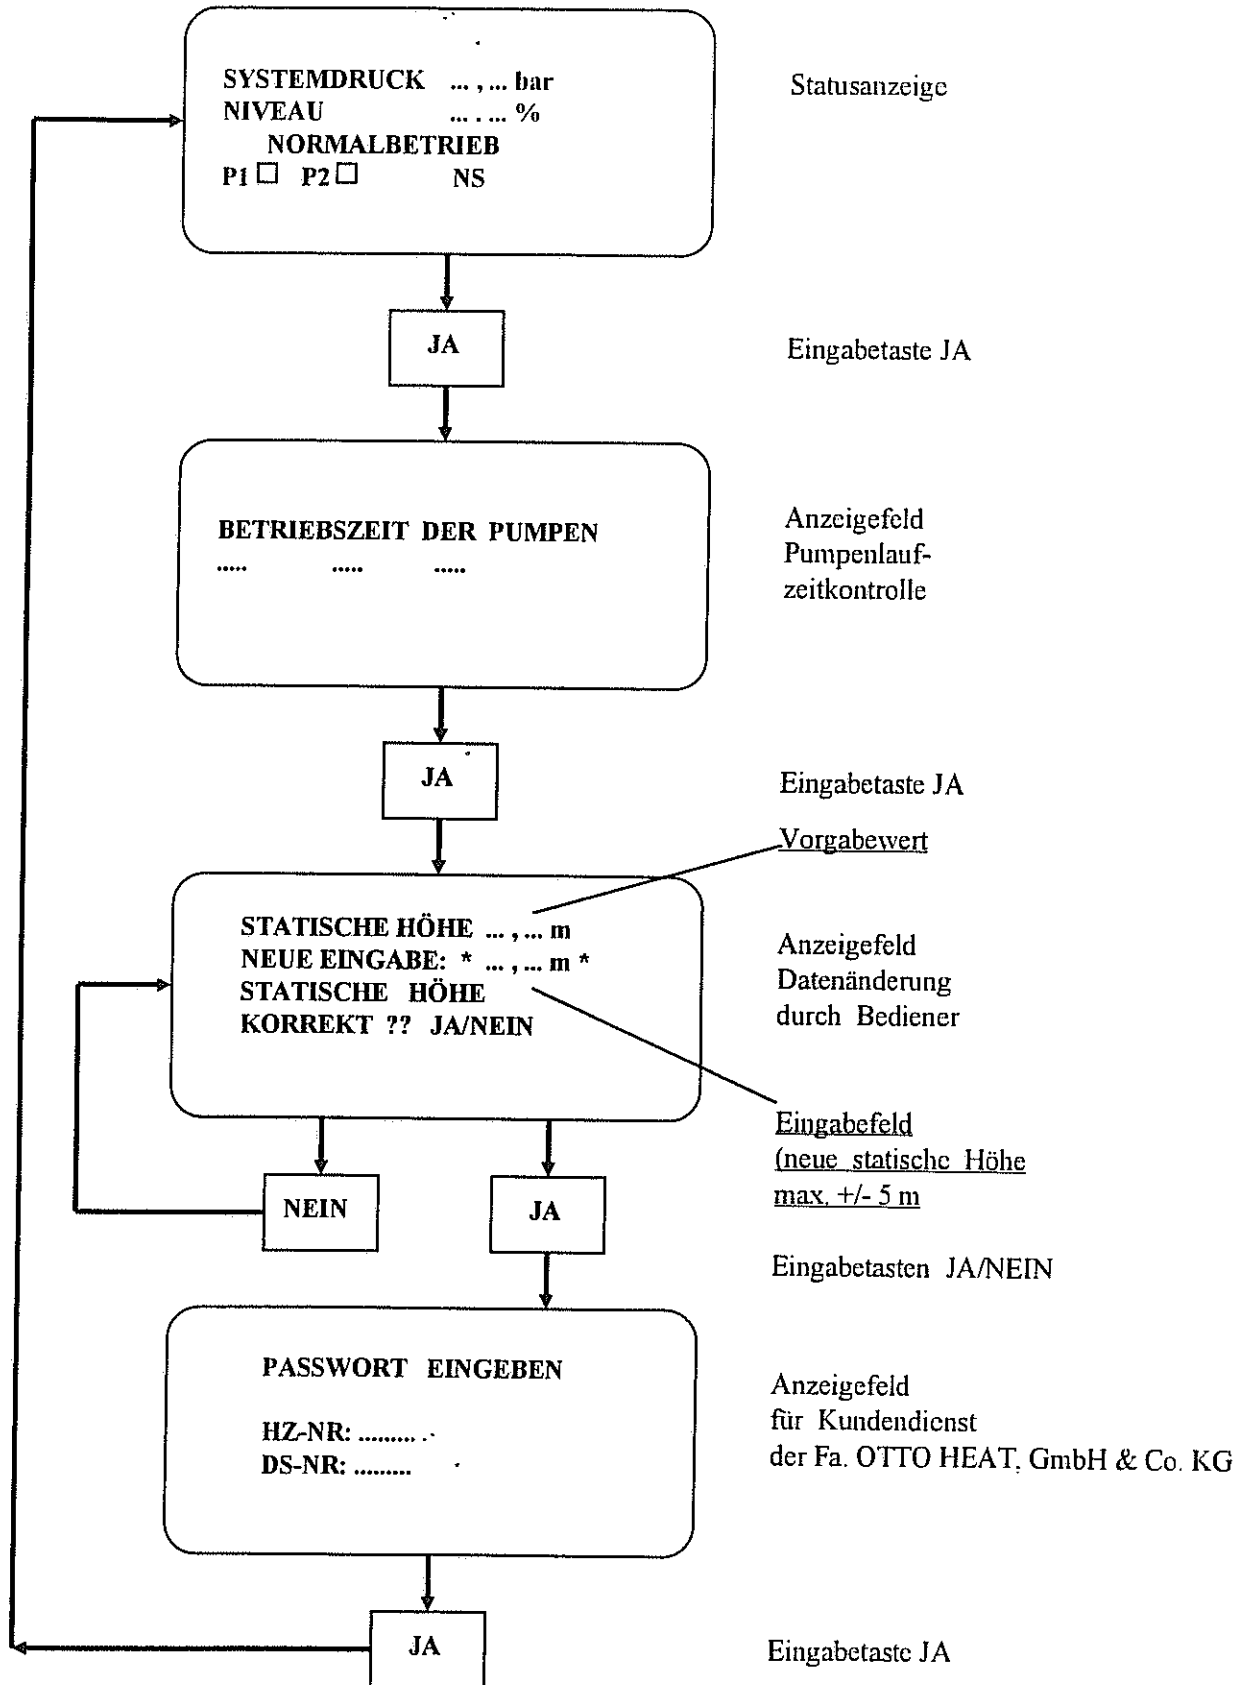 SYSTEMDRUCK ... , ... bar
NIVEAU ... . ... %
NORMALBETRIEB
P1 □ P2 □ NS
Statusanzeige
JA
Eingabetaste JA
BETRIEBSZEIT DER PUMPEN
..... ..... .....
Anzeigefeld
Pumpenlauf-
zeitkontrolle
JA
Eingabetaste JA
Vorgabewert
STATISCHE HÖHE ... , ... m
NEUE EINGABE: * ... , ... m *
STATISCHE HÖHE
KORREKT ?? JA/NEIN
Anzeigefeld
Datenänderung
durch Bediener
Eingabefeld
(neue statische Höhe
max. +/- 5 m
NEIN
JA
Eingabetasten JA/NEIN
PASSWORT EINGEBEN
HZ-NR: .........
DS-NR: .........
Anzeigefeld
für Kundendienst
der Fa. OTTO HEAT, GmbH & Co. KG
JA
Eingabetaste JA